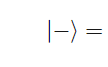 |−⟩ =